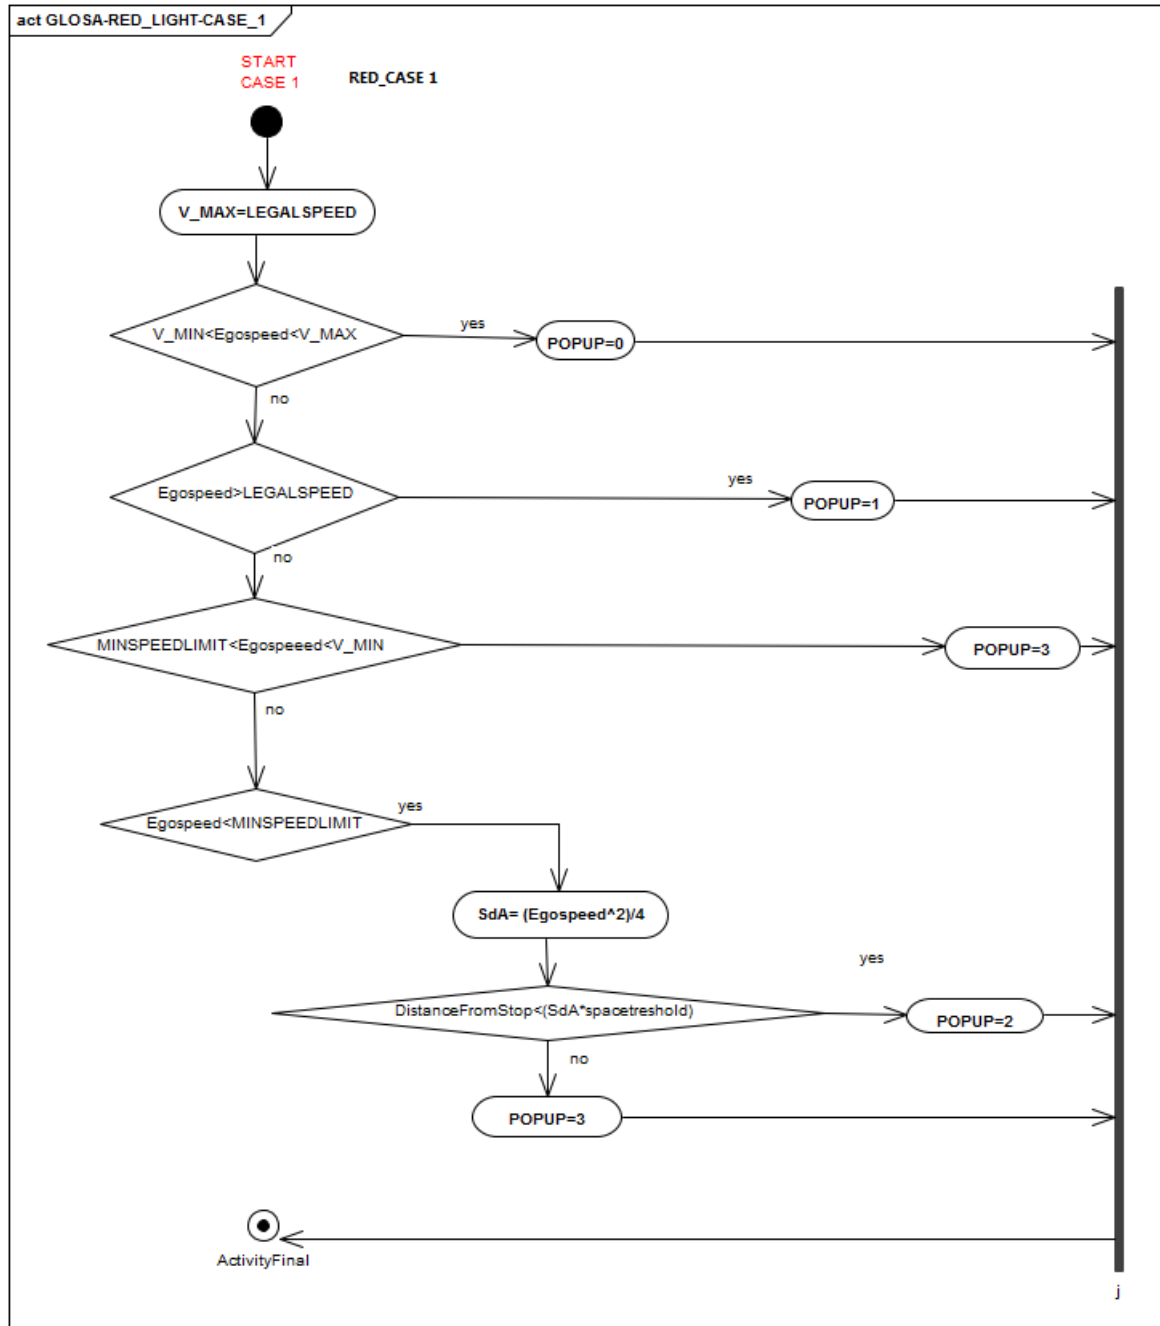 act GLOSA-RED_LIGHT-CASE_1
START
CASE 1
RED_CASE 1
V_MAX=LEGALSPEED
V_MIN<Egospeed<V_MAX
yes
POPUP=0
no
Egospeed>LEGALSPEED
yes
POPUP=1
no
MINSPEEDLIMIT<Egospeeed<V_MIN
POPUP=3
no
Egospeed<MINSPEEDLIMIT
yes
SdA= (Egospeed^2)/4
DistanceFromStop<(SdA*spacetreshold)
yes
POPUP=2
no
POPUP=3
ActivityFinal
j